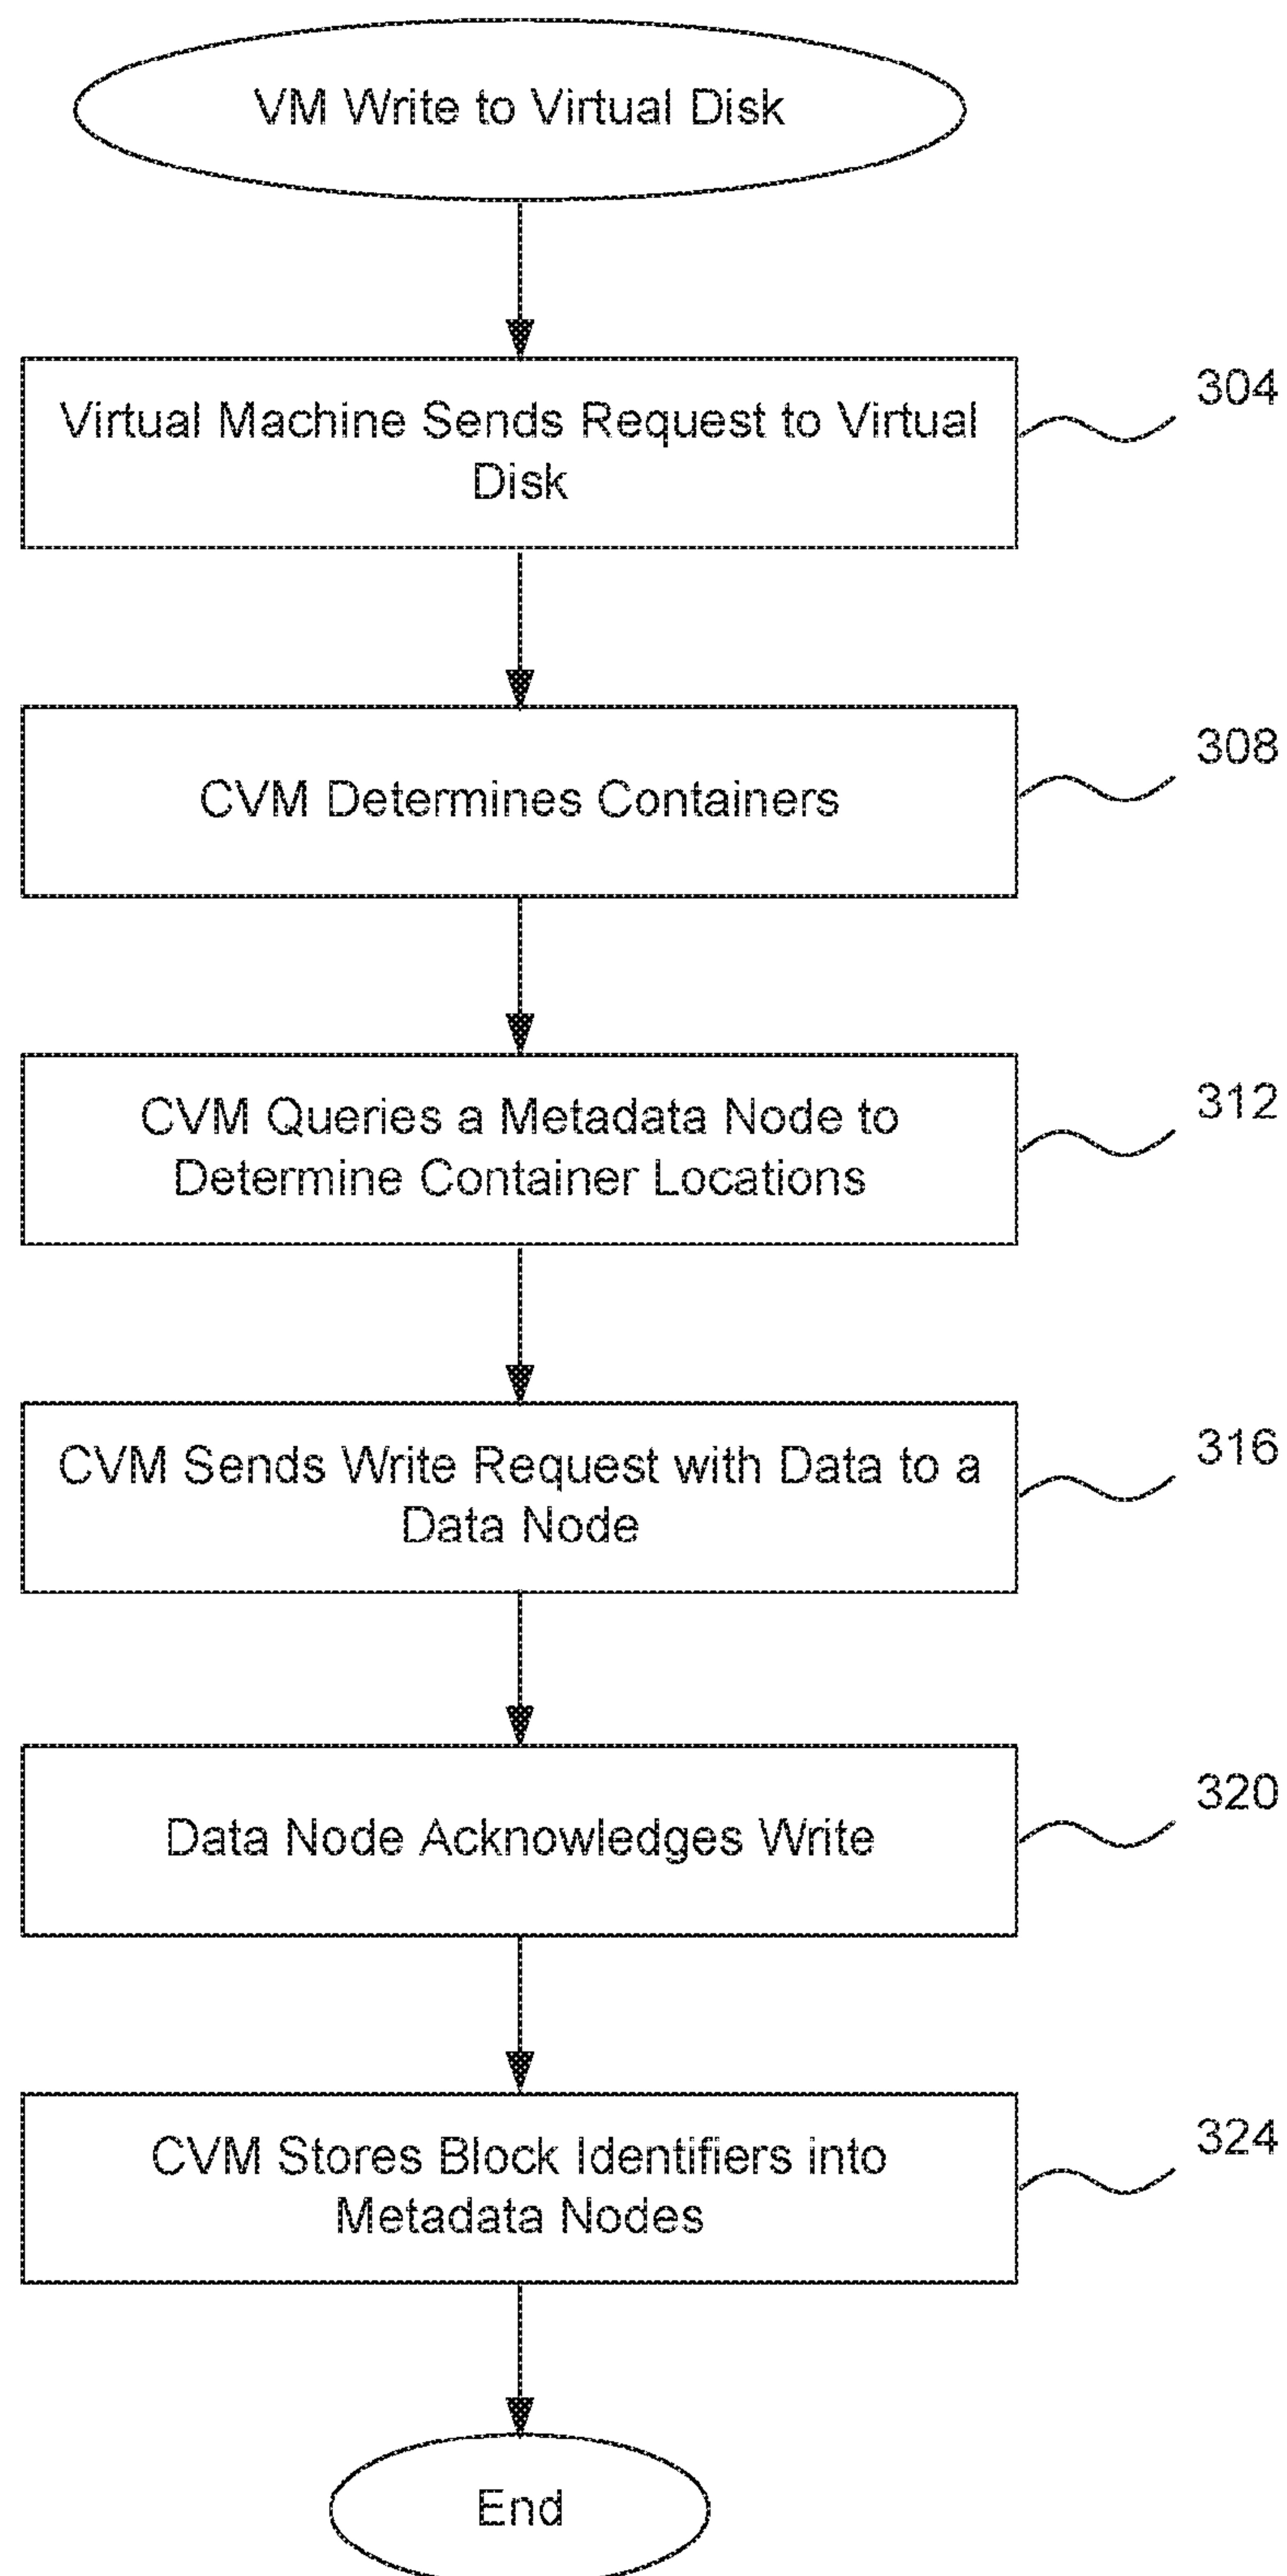 VM Write to Virtual Disk
304
Virtual Machine Sends Request to Virtual
Disk
308
CVM Determines Containers
312
CVM Queries a Metadata Node to
Determine Container Locations
316
CVM Sends Write Request with Data to a
Data Node
320
Data Node Acknowledges Write
324
CVM Stores Block Identifiers into
Metadata Nodes
End